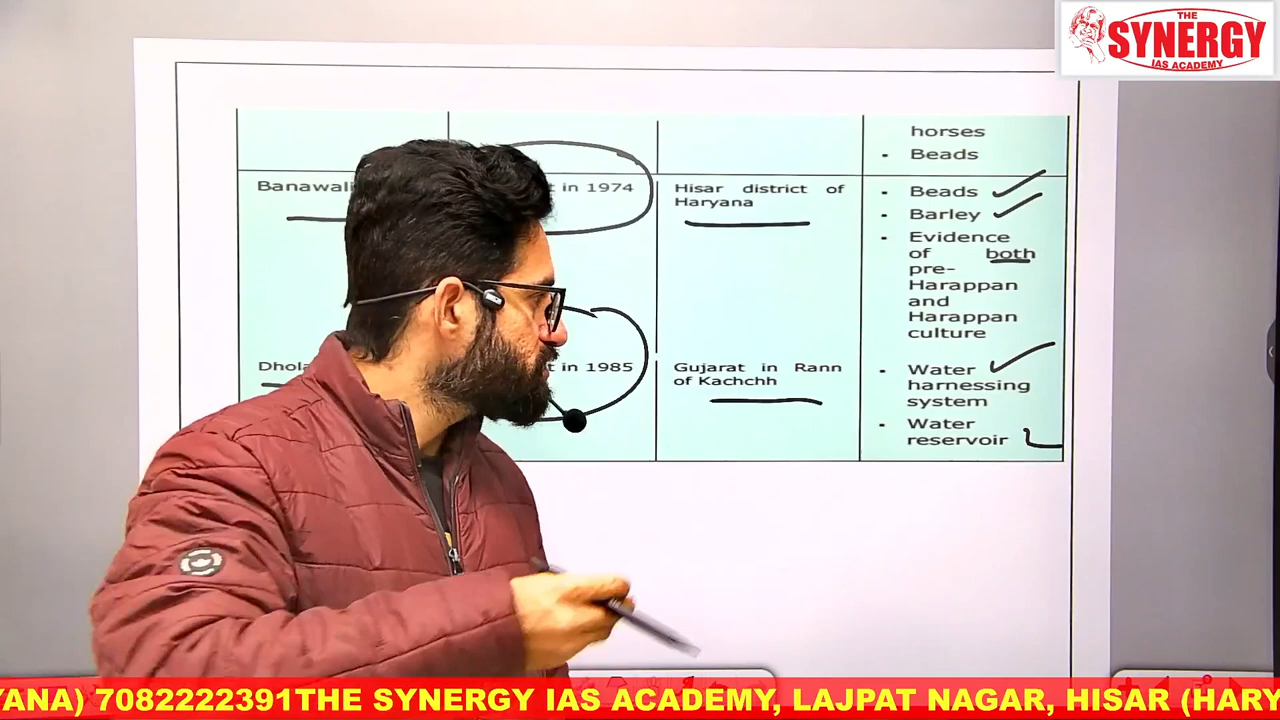 THE
SYNERGY
IAS ACADEMY
horses
• Beads
Banawali
in 1974
Hisar district of
Haryana
• Beads
• Barley
• Evidence
of both
pre-
Harappan
and
Harappan
culture
in 1985
Gujarat in Rann
of Kachchh
• Water
harnessing
system
• Water
reservoir
YANA) 7082222391THE SYNERGY IAS ACADEMY, LAJPAT NAGAR, HISAR (HARY